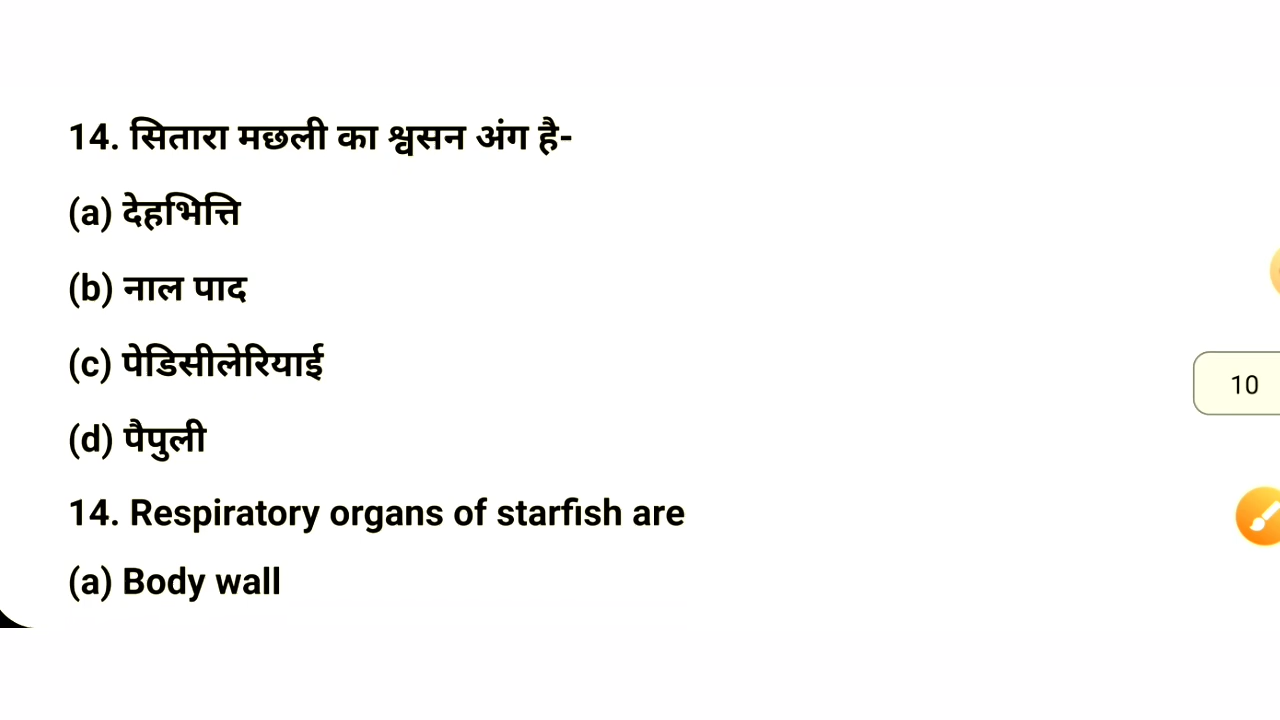 14. सितारा मछली का श्वसन अंग है-
(a) देहभित्ति
(b) नाल पाद
(c) पेडिसीलेरियाई
(d) पैपुली
14. Respiratory organs of starfish are
(a) Body wall
10